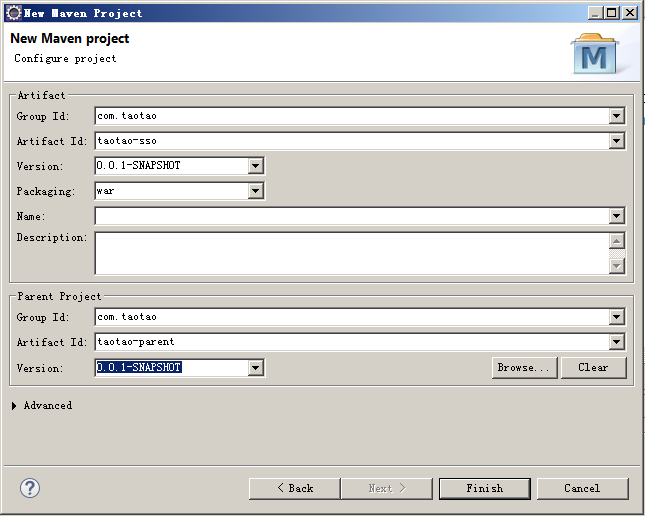 New Maven Project
New Maven project
Configure project
M
Artifact
Group Id: com.taotao
Artifact Id: taotao-sso
Version: 0.0.1-SNAPSHOT
Packaging: war
Name:
Description:
Parent Project
Group Id: com.taotao
Artifact Id: taotao-parent
Version: 0.0.1-SNAPSHOT Browse... Clear
Advanced
? < Back Next > Finish Cancel